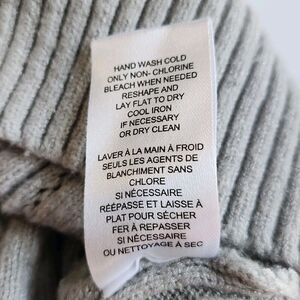 HAND WASH COLD
ONLY NON- CHLORINE
BLEACH WHEN NEEDED
RESHAPE AND
LAY FLAT TO DRY
COOL IRON
IF NECESSARY
OR DRY CLEAN
LAVER À LA MAIN À FROID
SEULS LES AGENTS DE
BLANCHIMENT SANS
CHLORE
SI NÉCESSAIRE
RÉÉPASSE ET LAISSE À
PLAT POUR SÉCHER
FER À REPASSER
SI NÉCESSAIRE
OU NETTOYAGE À SEC